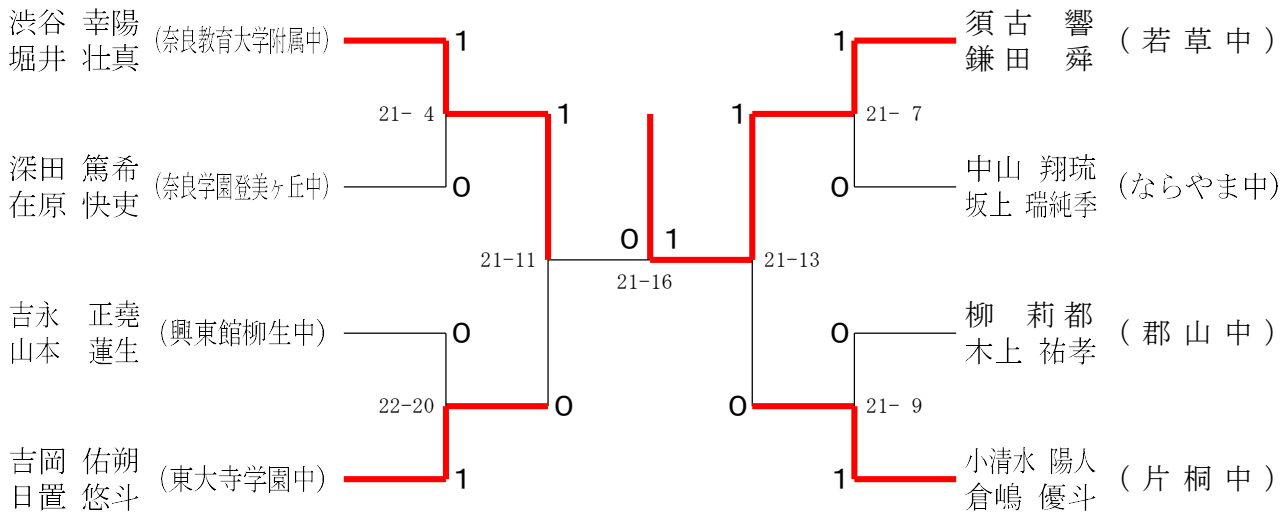 渋谷 幸陽
堀井 壮真
(奈良教育大学附属中)
1
21- 4
1
深田 篤希
在原 快吏
(奈良学園登美ヶ丘中)
0
21-11
吉永 正堯
山本 蓮生
(興東館柳生中)
0
22-20
0
吉岡 佑朔
日置 悠斗
(東大寺学園中)
1
0 1
21-16
須古 響
鎌田 舜
(若草中)
1
1
21- 7
中山 翔琉
坂上 瑞純季
(ならやま中)
0
21-13
柳 莉都
木上 祐孝
(郡山中)
0
0
21- 9
小清水 陽人
倉嶋 優斗
(片桐中)
1